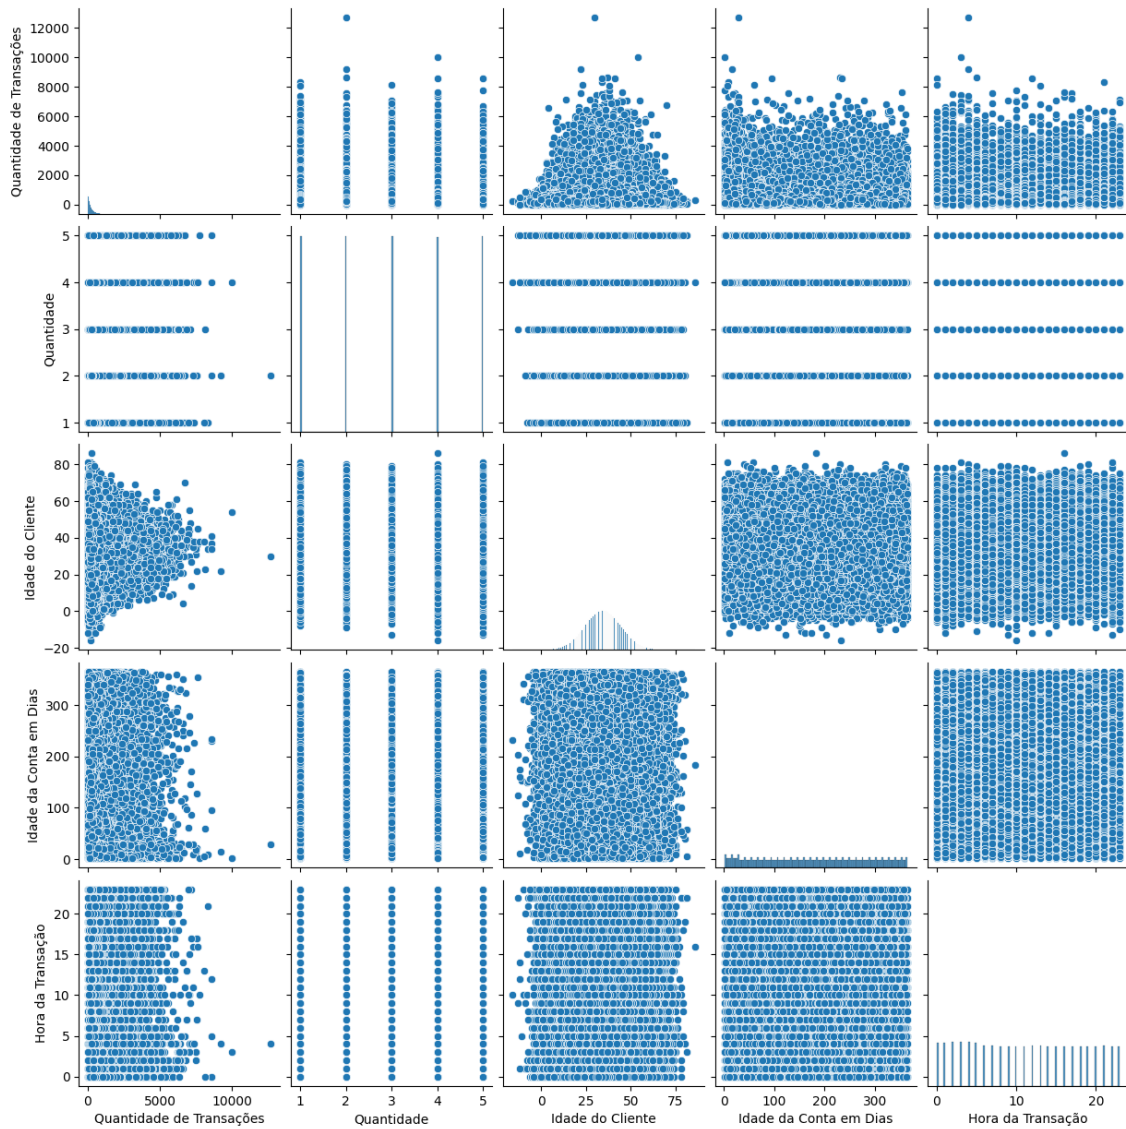 Quantidade de Transações
12000
10000
8000
6000
4000
2000
0
Quantidade
5
4
3
2
1
Idade do Cliente
80
60
40
20
0
−20
Idade da Conta em Dias
300
200
100
0
Hora da Transação
20
15
10
5
0
0 5000 10000
1 2 3 4 5
0 25 50 75
0 100 200 300
0 10 20
Quantidade de Transações
Quantidade
Idade do Cliente
Idade da Conta em Dias
Hora da Transação